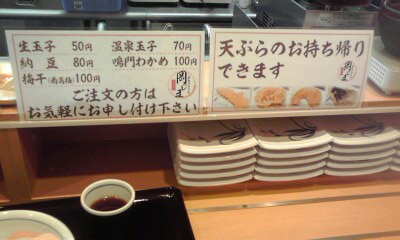 生玉子 50円 温泉玉子 70円
納豆 80円 鳴門わかめ 100円
梅干(南高梅)100円
ご注文の方は
お気軽にお申し付け下さい
天ぷらのお持ち帰り
できます